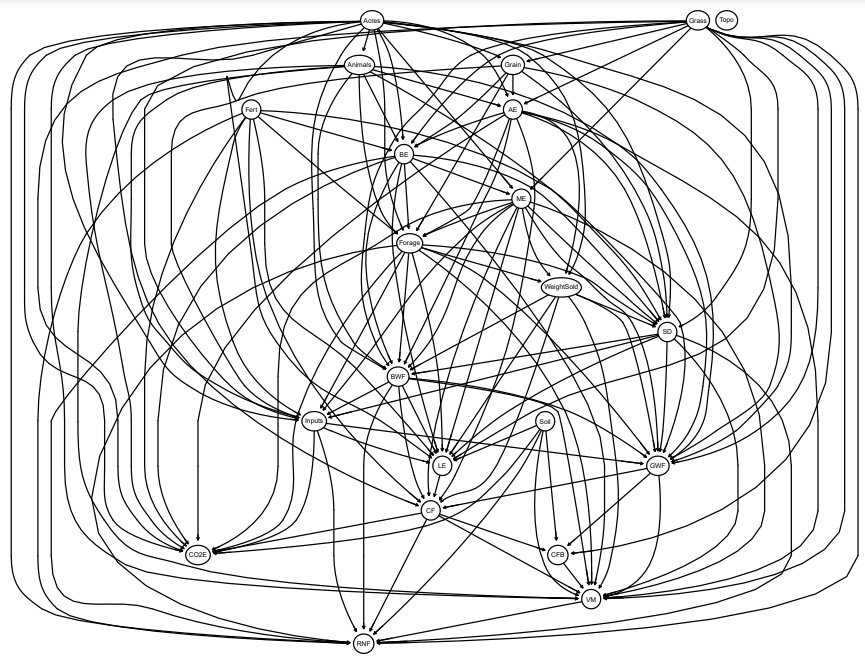 Acres
Grass
Topo
Animals
Grain
Fert
AE
BE
ME
Forage
WeightSold
SD
BWF
Inputs
Soil
LE
GWF
CF
CO2E
CFB
VM
RNF